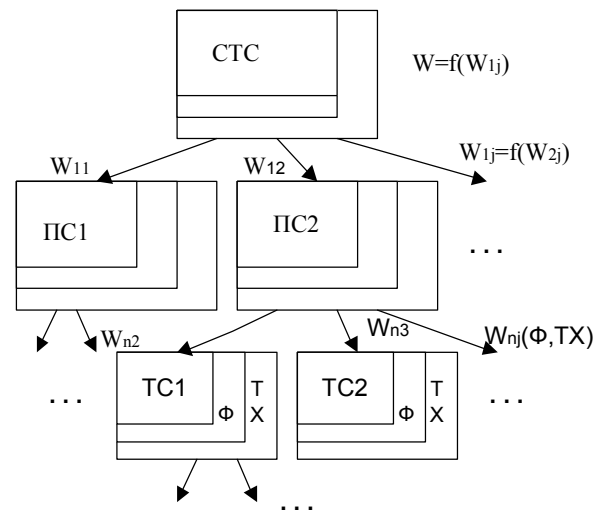 СТС
W=f(W1j)
W11
W12
W1j=f(W2j)
ПС1
ПС2
. . .
Wn2
Wn3
Wnj(Ф,ТХ)
. . .
ТС1
Ф
Т
Х
ТС2
Ф
Т
Х
. . .
. . .